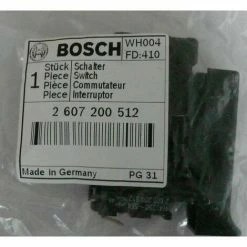 BOSCH
WH004
FD:410
1 Stück Schalter
Piece Switch
Pièce Commutateur
Piece Interruptor
2 607 200 512
Made in Germany PG 31